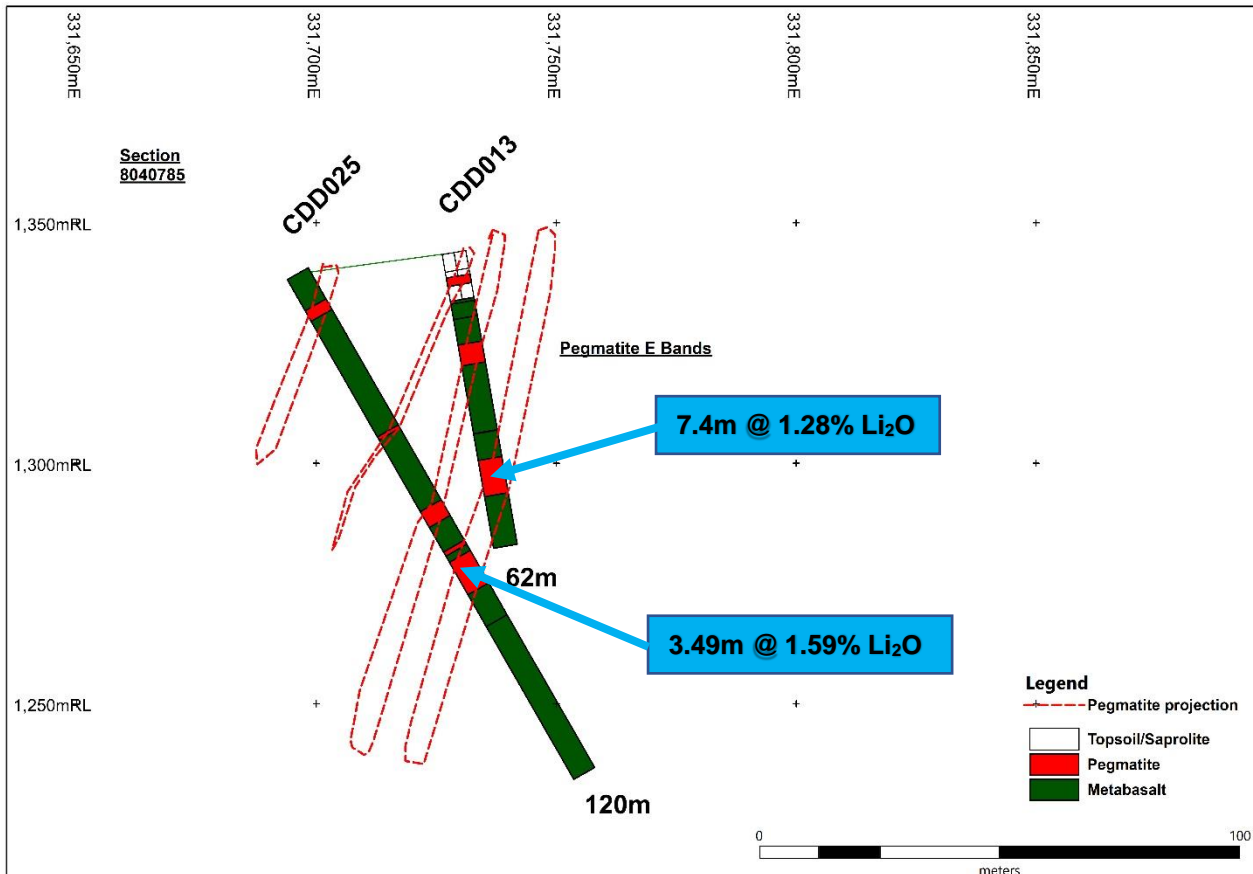 331,650mE
331,700mE
331,750mE
331,800mE
331,850mE
Section
8040785
CDD025
CDD013
1,350mRL
Pegmatite E Bands
7.4m @ 1.28% Li₂O
1,300mRL
62m
3.49m @ 1.59% Li₂O
1,250mRL
120m
Legend
Pegmatite projection
Topsoil/Saprolite
Pegmatite
Metabasalt
0
100
meters